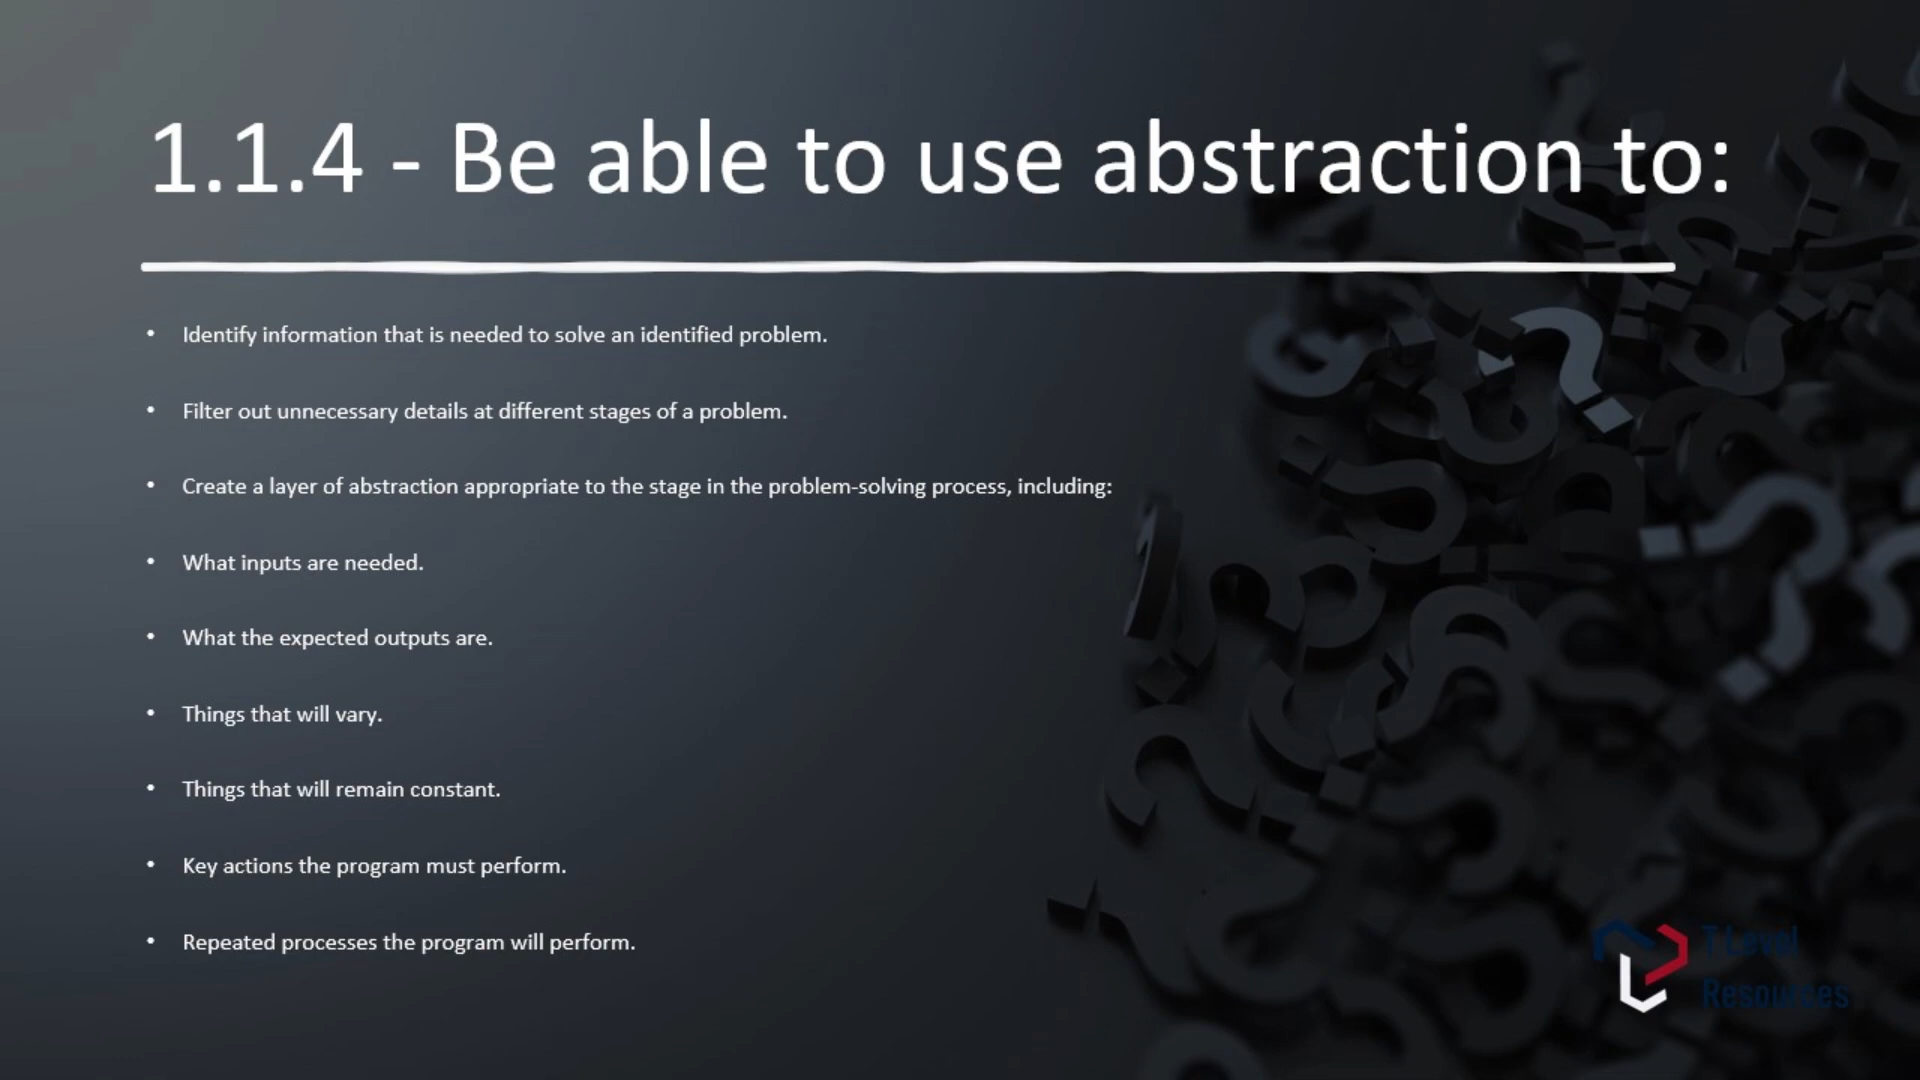 1.1.4 - Be able to use abstraction to:
• Identify information that is needed to solve an identified problem.
• Filter out unnecessary details at different stages of a problem.
• Create a layer of abstraction appropriate to the stage in the problem-solving process, including:
• What inputs are needed.
• What the expected outputs are.
• Things that will vary.
• Things that will remain constant.
• Key actions the program must perform.
• Repeated processes the program will perform.
T Level
Resources